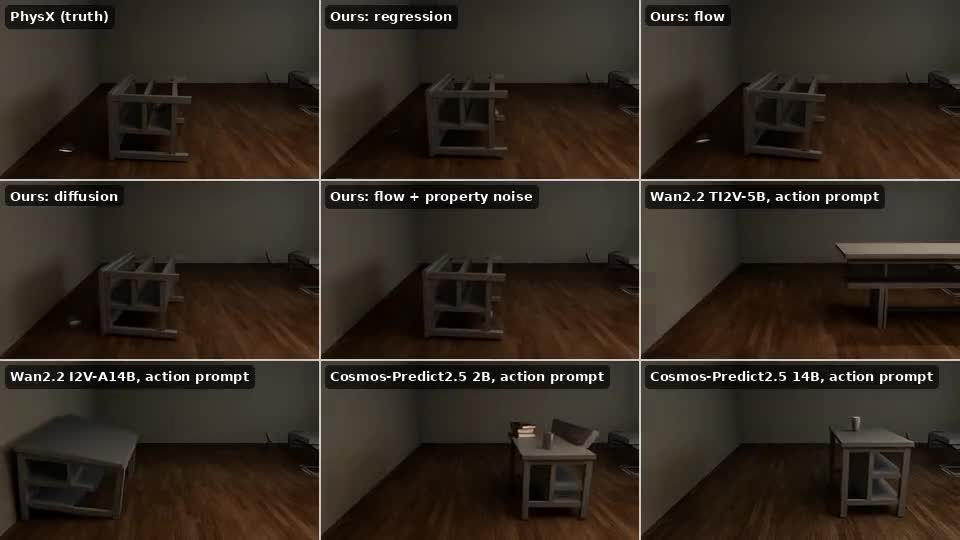 PhysX (truth)
Ours: regression
Ours: flow
Ours: diffusion
Ours: flow + property noise
Wan2.2 TI2V-5B, action prompt
Wan2.2 I2V-A14B, action prompt
Cosmos-Predict2.5 2B, action prompt
Cosmos-Predict2.5 14B, action prompt